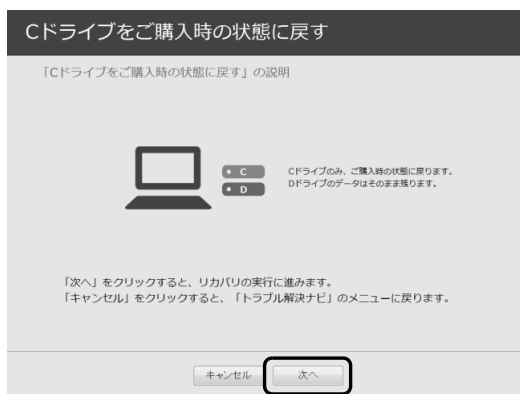 Cドライブをご購入時の状態に戻す
「Cドライブをご購入時の状態に戻す」の説明
C
Cドライブのみ、ご購入時の状態に戻ります。
D
Dドライブのデータはそのまま残ります。
「次へ」をクリックすると、リカバリの実行に進みます。
「キャンセル」をクリックすると、「トラブル解決ナビ」のメニューに戻ります。
キャンセル
次へ